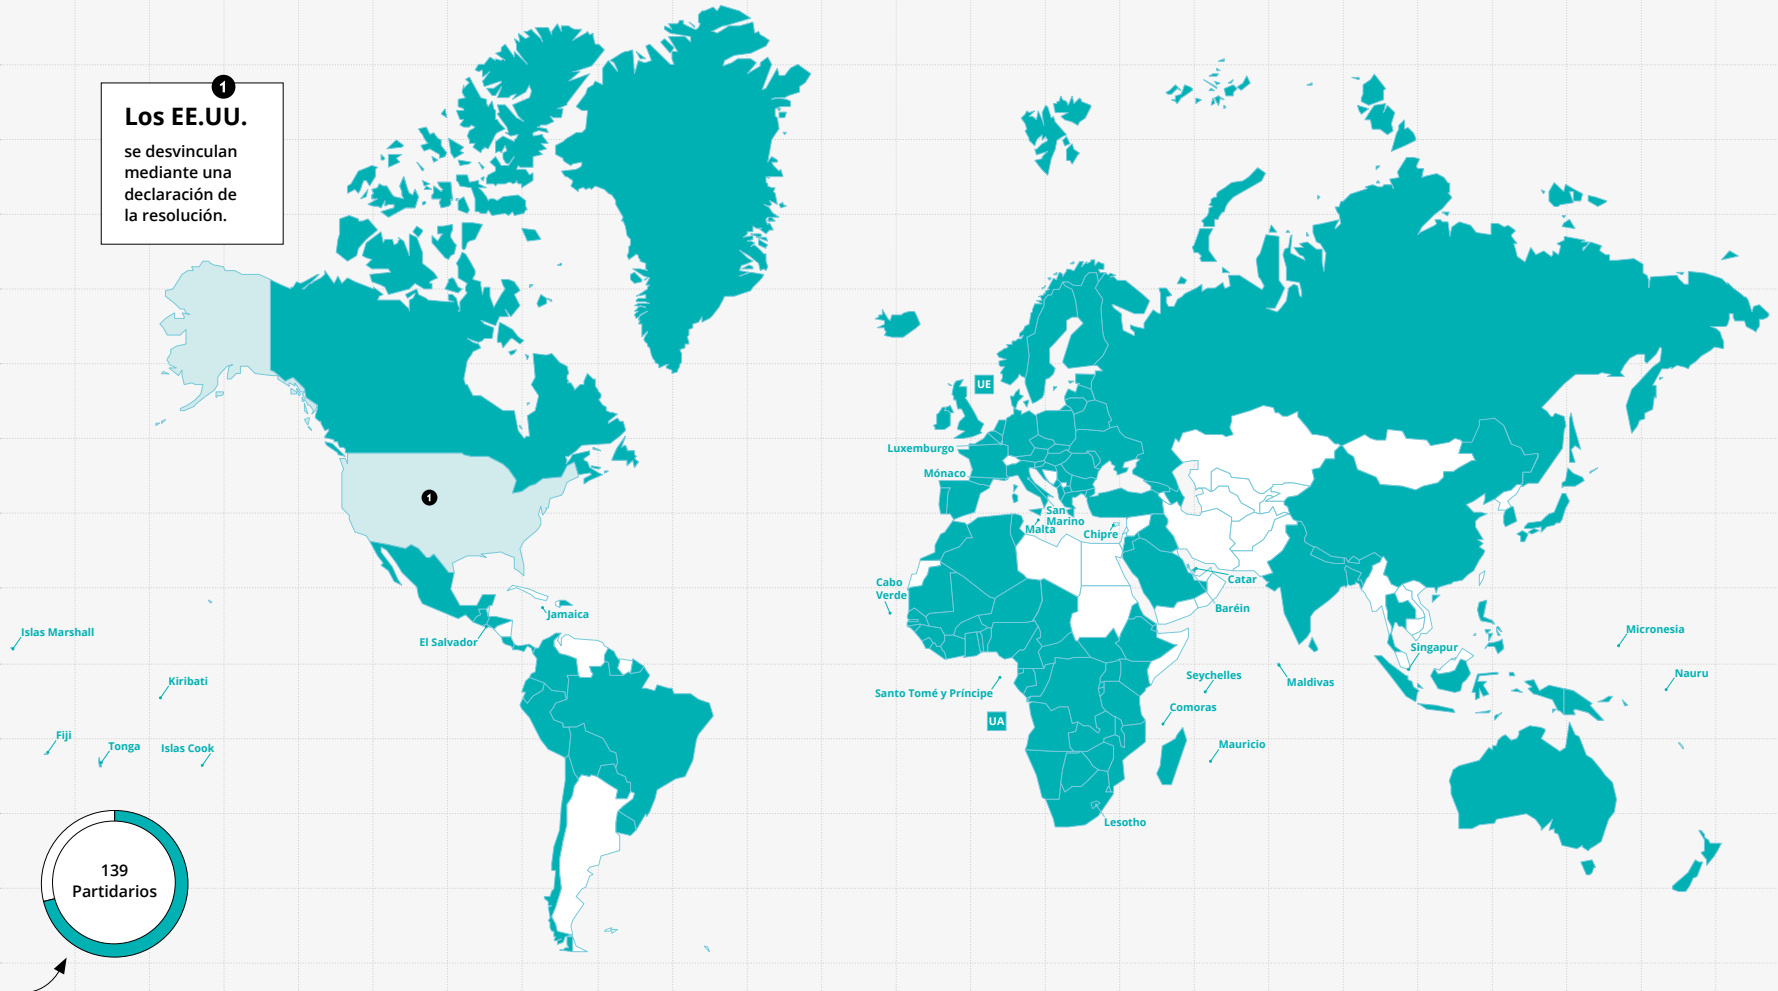 1
Los EE.UU.
se desvinculan
mediante una
declaración de
la resolución.
UE
Luxemburgo
Mónaco
1
San
Marino
Malta
Chipre
Cabo
Verde
Catar
Baréin
Jamaica
El Salvador
Islas Marshall
Micronesia
Singapur
Kiribati
Santo Tomé y Príncipe
Seychelles
Maldivas
Nauru
Comoras
UA
Fiji
Tonga
Islas Cook
Mauricio
Lesotho
139
Partidarios